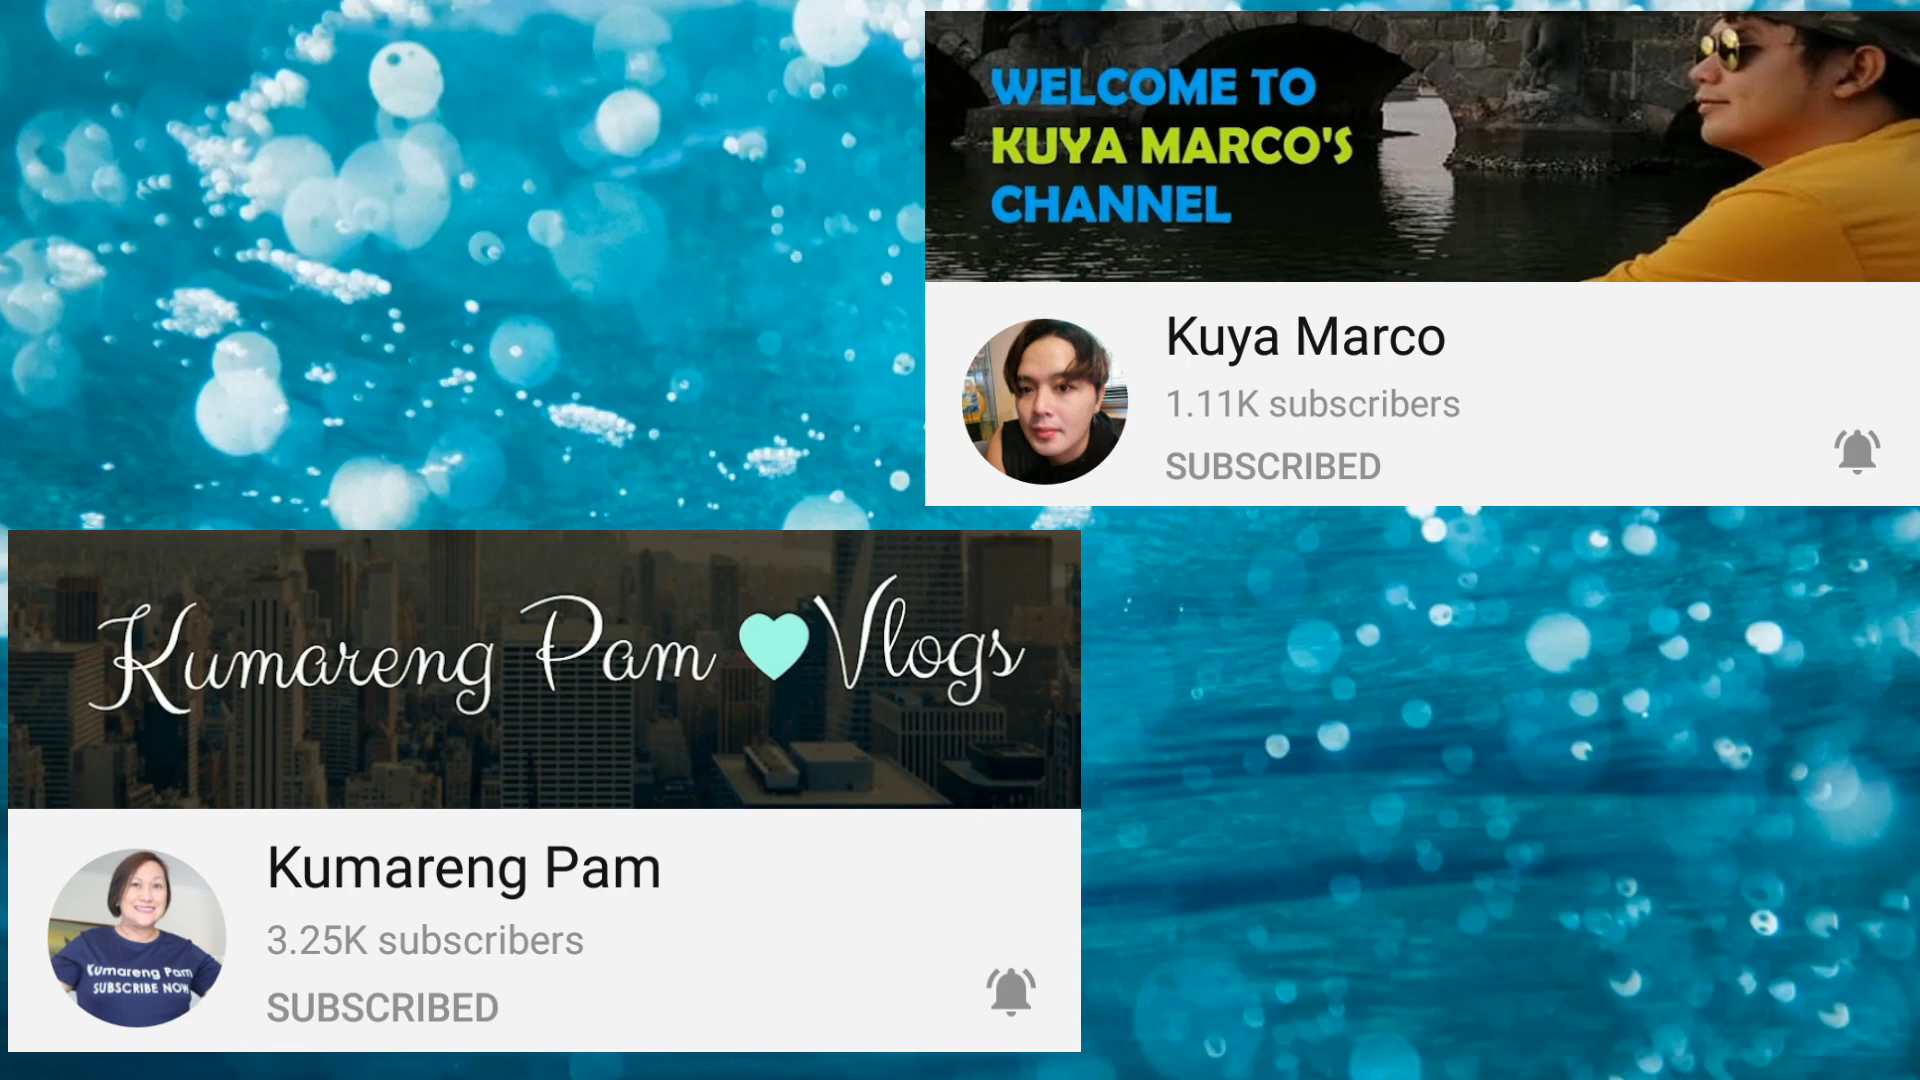 WELCOME TO
KUYA MARCO'S
CHANNEL
Kuya Marco
1.11K subscribers
SUBSCRIBED
Kumareng Pam Vlogs
Kumareng Pam
3.25K subscribers
SUBSCRIBED
Kumareng Pam
SUBSCRIBE NOW